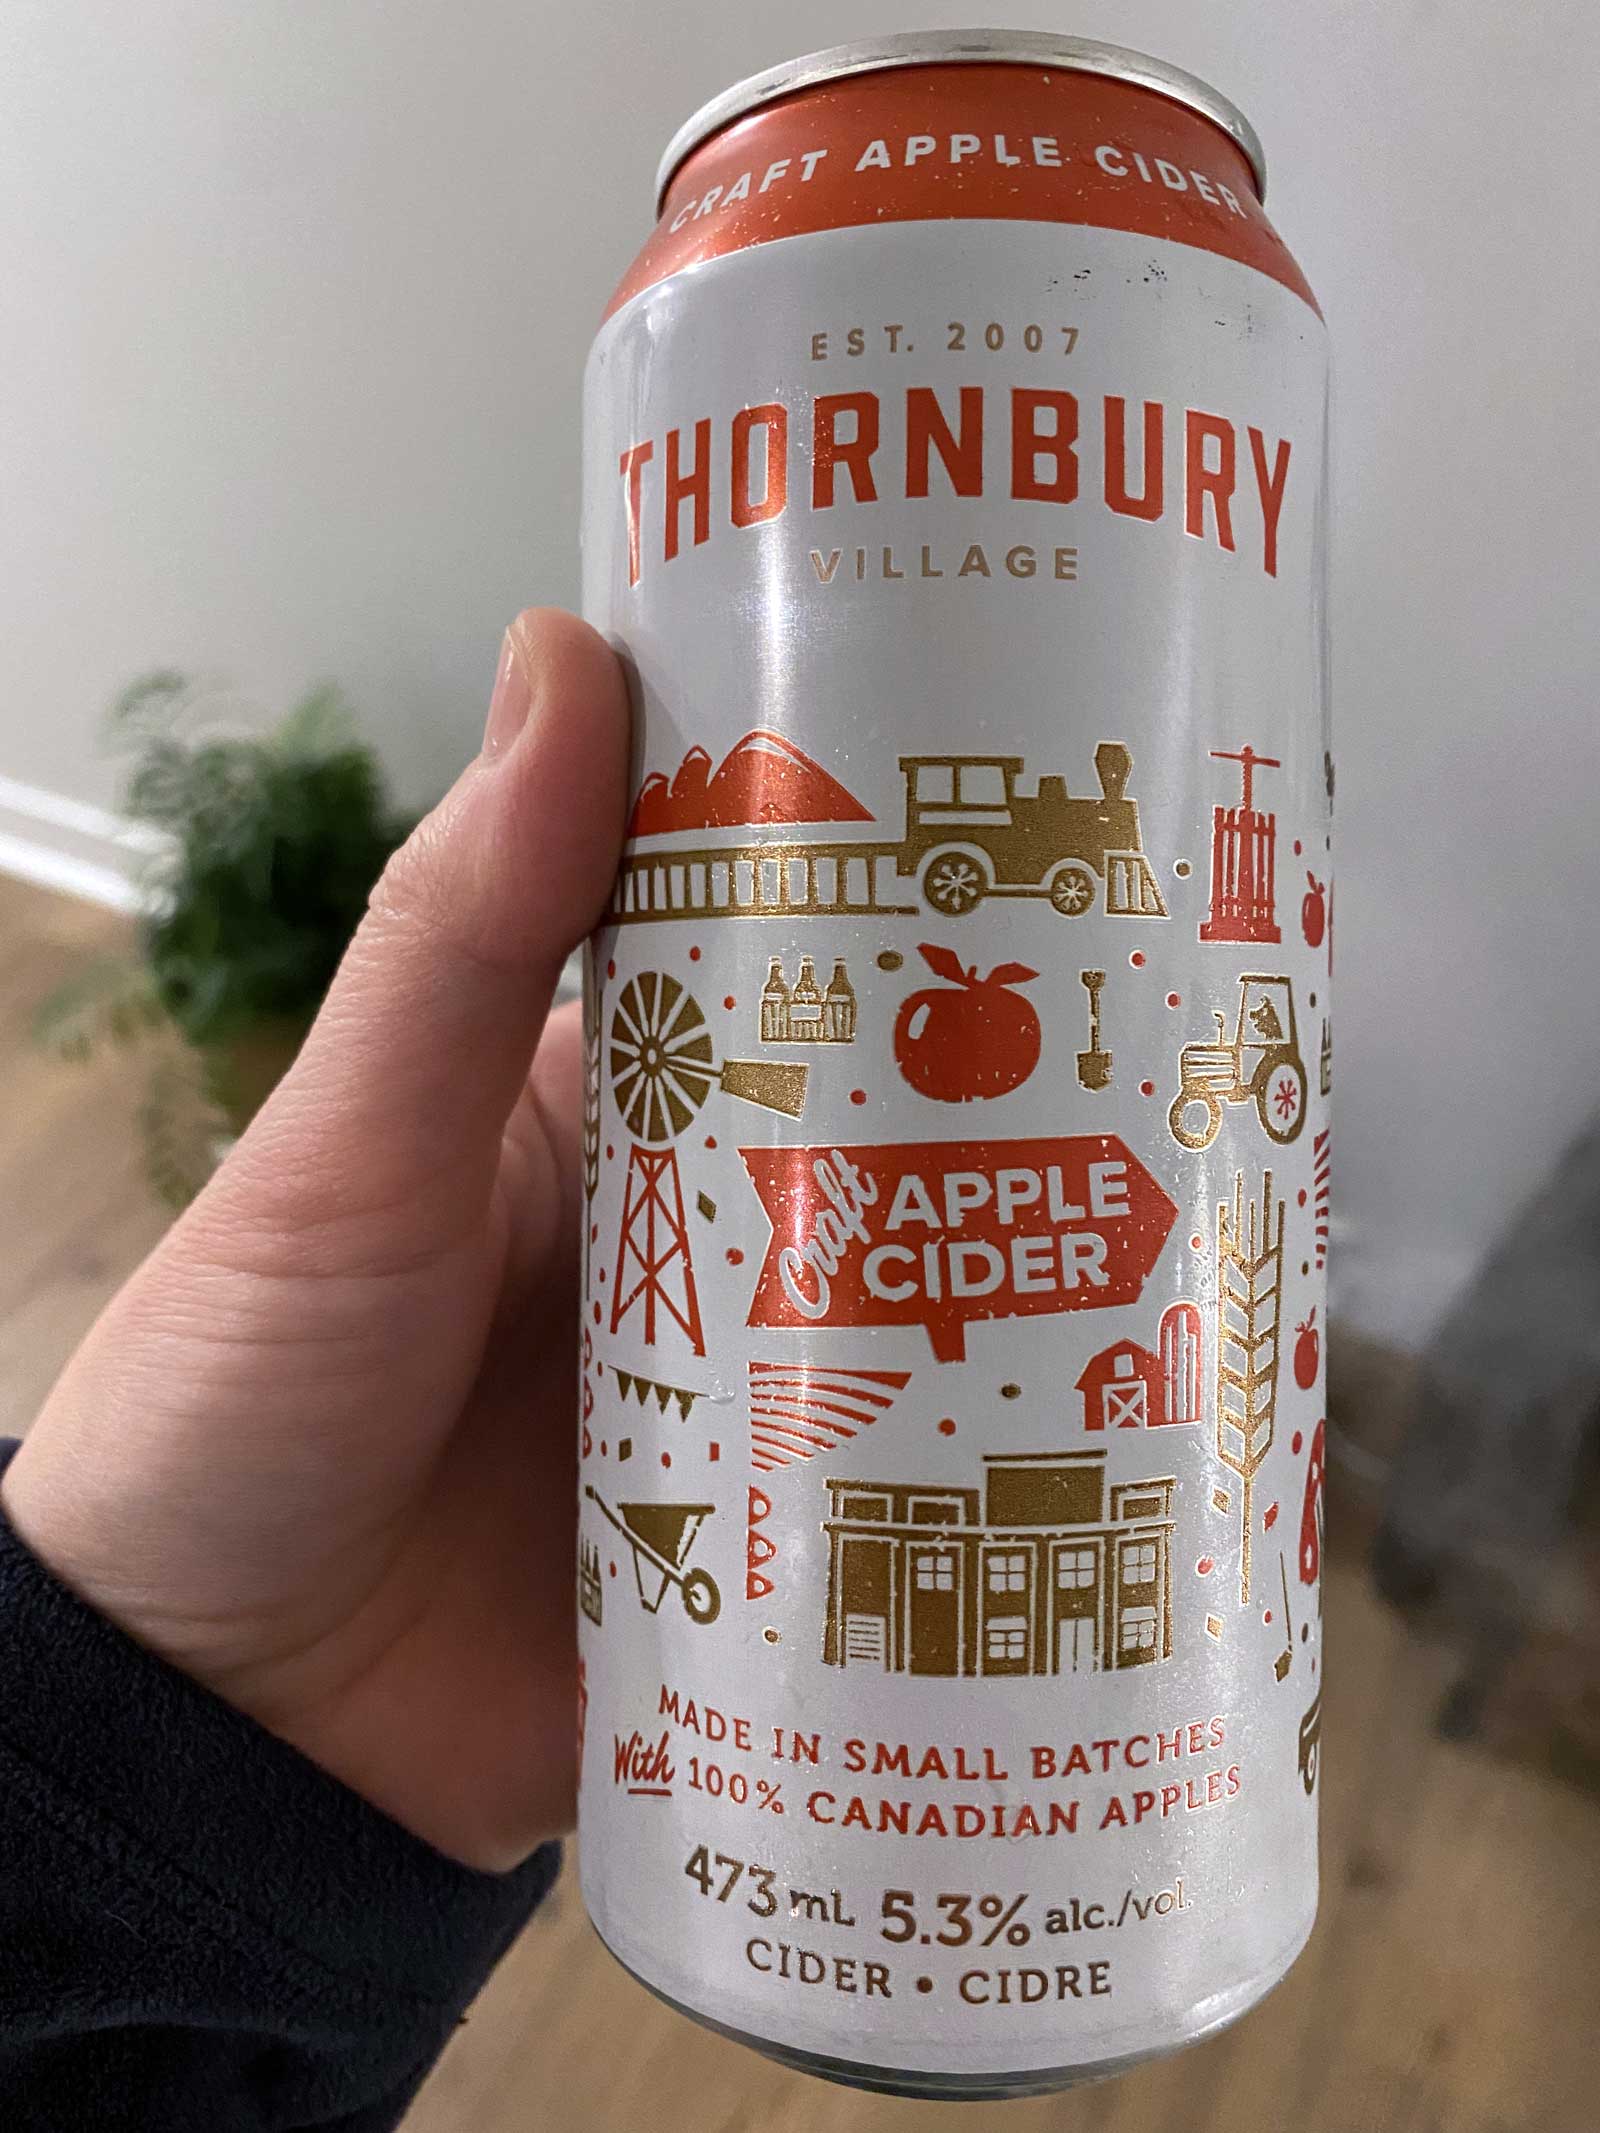 CRAFT APPLE CIDER
EST. 2007
THORNBURY
VILLAGE
Craft APPLE
CIDER
MADE IN SMALL BATCHES
With 100% CANADIAN APPLES
473 mL 5.3% alc./vol.
CIDER • CIDRE